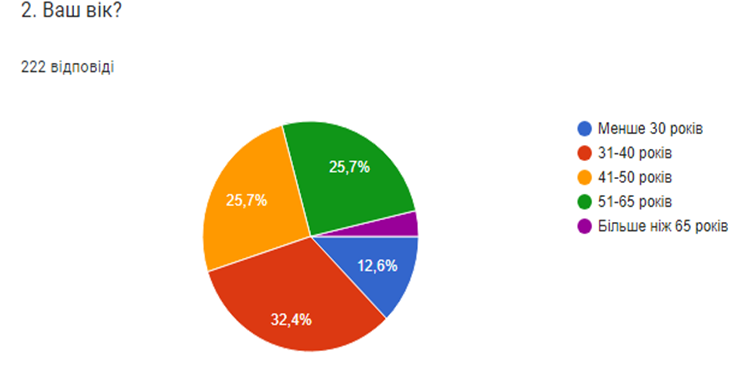 2. Ваш вік?
222 відповіді
Менше 30 років
31-40 років
41-50 років
51-65 років
Більше ніж 65 років
25,7%
25,7%
12,6%
32,4%